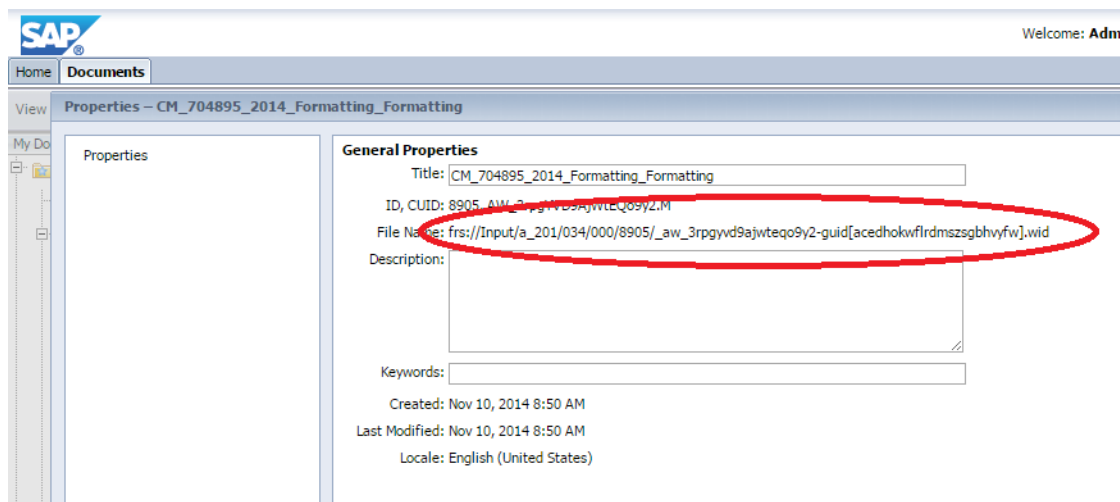 SAP®
Welcome: Adm
Home Documents
View Properties – CM_704895_2014_Formatting_Formatting
My Do
Properties
General Properties
Title: CM_704895_2014_Formatting_Formatting
ID, CUID: 8905,
File Name: frs://Input/a_201/034/000/8905/_aw_3rpgyvd9ajwteqo9y2-guid[acedhokwflrdmszsgbhvyfw].wid
Description:
Keywords:
Created: Nov 10, 2014 8:50 AM
Last Modified: Nov 10, 2014 8:50 AM
Locale: English (United States)